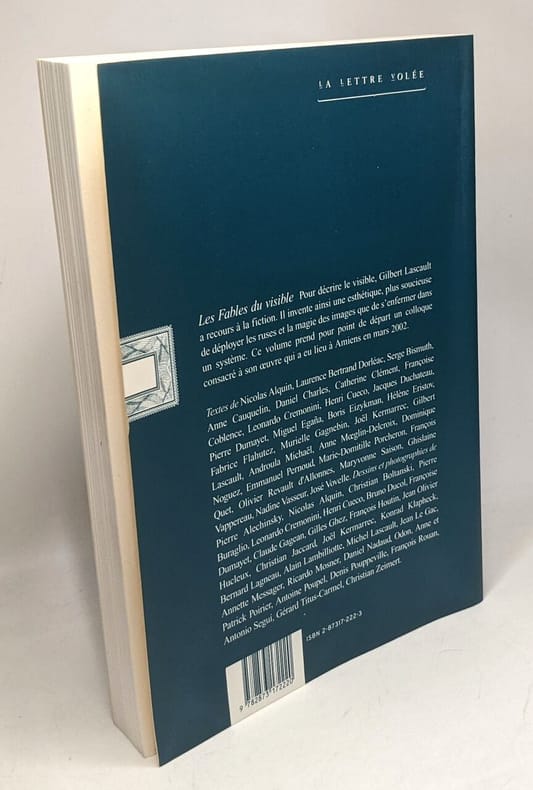 LA LETTRE VOLÉE
Les Fables du visible Pour décrire le visible, Gilbert Lascault
a recours à la fiction. Il invente ainsi une esthétique, plus soucieuse
de déployer les ruses et la magie des images que de s'enfermer dans
un système. Ce volume prend pour point de départ un colloque
consacré à son œuvre qui a eu lieu à Amiens en mars 2002.
Textes de Nicolas Alquin, Laurence Bertrand Dorléac, Serge Bismuth,
Anne Cauquelin, Daniel Charles, Catherine Clément, Françoise
Coblence, Leonardo Cremonini, Henri Cueco, Jacques Duchateau,
Pierre Dumayet, Miguel Egaña, Boris Eizykman, Hélène Eristov,
Fabrice Flahutez, Murielle Gagnebin, Joël Kermarrec, Gilbert
Lascault, Androula Michaël, Anne Mœglin-Delcroix, Dominique
Noguez, Emmanuel Pernoud, Marie-Domitille Porcheron, François
Quet, Olivier Revault d'Allonnes, Maryvonne Saison, Ghislaine
Vappereau, Nadine Vasseur, José Vovelle. Dessins et photographies de
Pierre Alechinsky, Nicolas Alquin, Christian Boltanski, Pierre
Buraglio, Leonardo Cremonini, Henri Cueco, Bruno Ducol, Françoise
Dumayet, Claude Gagean, Gilles Ghez, François Houtin, Jean Olivier
Hucleux, Christian Jaccard, Joël Kermarrec, Konrad Klapheck,
Bernard Lagneau, Alain Lambilliotte, Michel Lascault, Jean Le Gac,
Annette Messager, Ricardo Mosner, Daniel Nadaud, Odon, Anne et
Patrick Poirier, Antoine Poupel, Denis Pouppeville, François Rouan,
Antonio Segui, Gérard Titus-Carmel, Christian Zeimert.
ISBN 2-87317-222-3
9 782873 172220